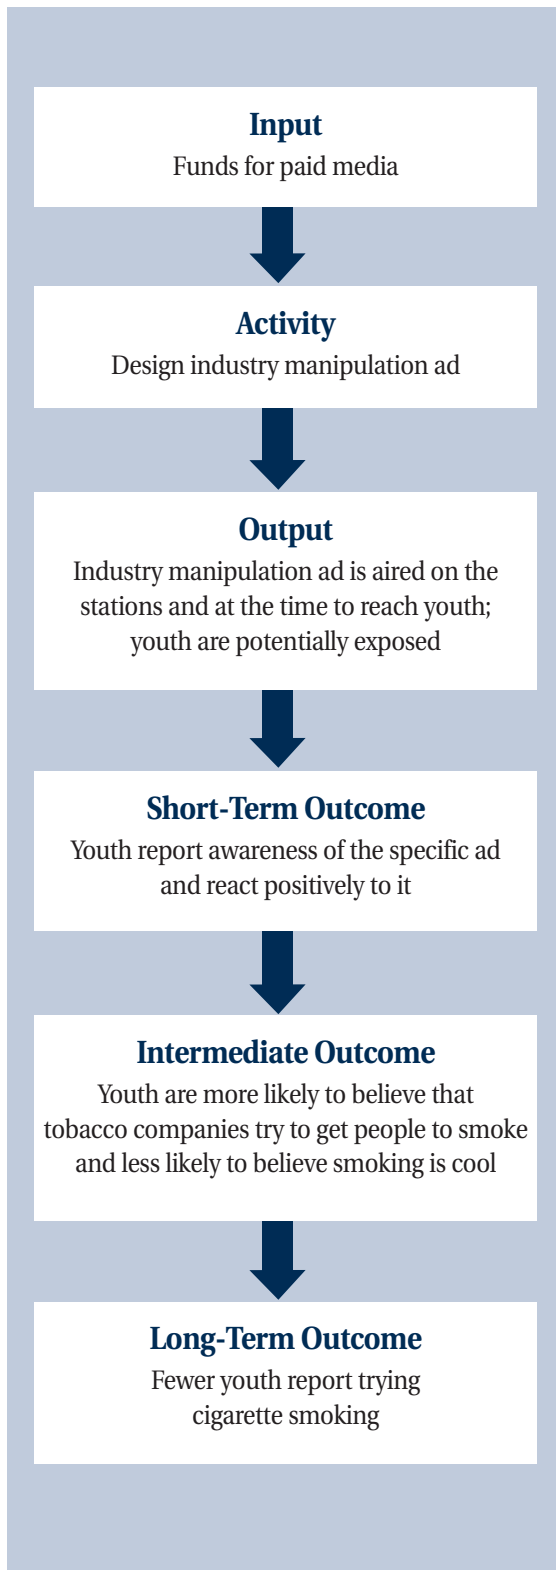 Input
Funds for paid media
Activity
Design industry manipulation ad
Output
Industry manipulation ad is aired on the
stations and at the time to reach youth;
youth are potentially exposed
Short-Term Outcome
Youth report awareness of the specific ad
and react positively to it
Intermediate Outcome
Youth are more likely to believe that
tobacco companies try to get people to smoke
and less likely to believe smoking is cool
Long-Term Outcome
Fewer youth report trying
cigarette smoking